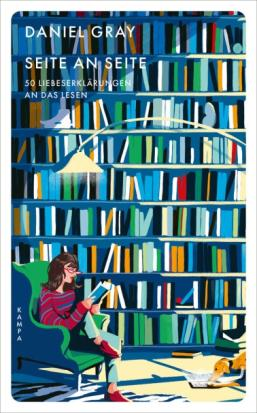 DANIEL GRAY
SEITE AN SEITE
50 LIEBESERKLÄRUNGEN
AN DAS LESEN
KAMPA